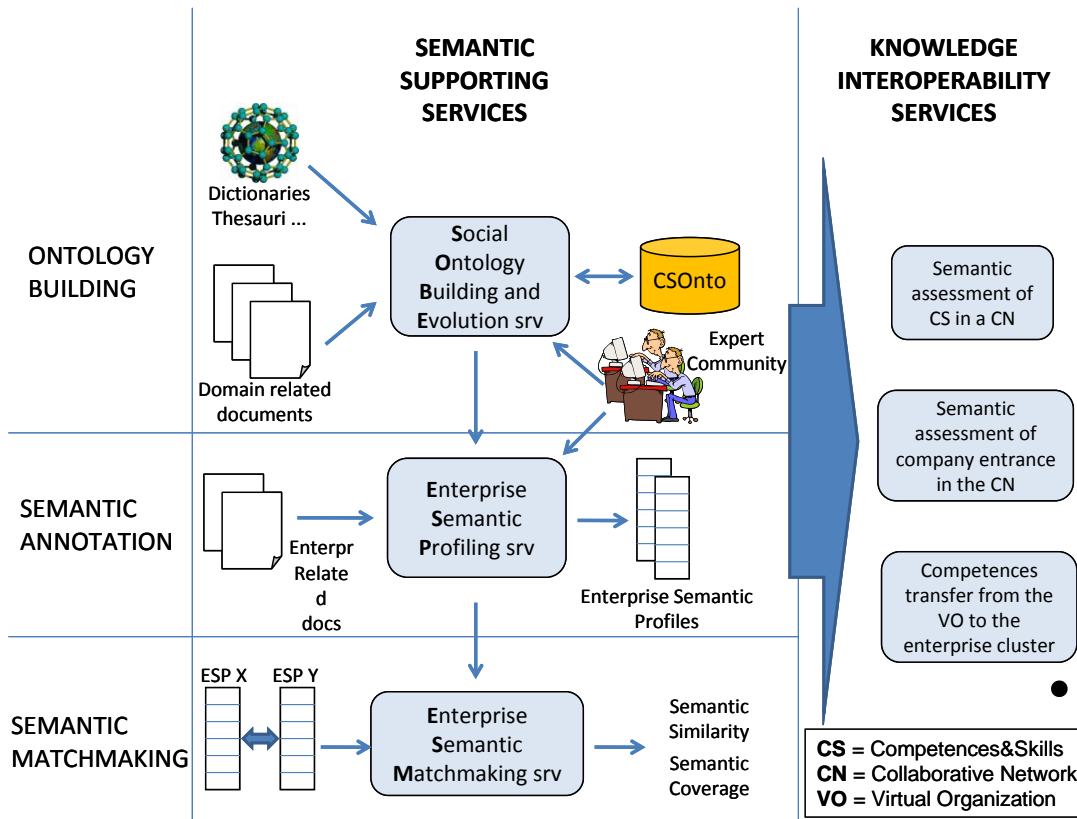 SEMANTIC
SUPPORTING
SERVICES
KNOWLEDGE
INTEROPERABILITY
SERVICES
ONTOLOGY
BUILDING
Dictionaries
Thesauri ...
Domain related
documents
Social
Ontology
Building and
Evolution srv
CSOnto
Expert
Community
SEMANTIC
ANNOTATION
Enterpr
Relate
d
docs
Enterprise
Semantic
Profiling srv
Enterprise Semantic
Profiles
SEMANTIC
MATCHMAKING
ESP X
ESP Y
Enterprise
Semantic
Matchmaking srv
Semantic
Similarity
Semantic
Coverage
Semantic
assessment of
CS in a CN
Semantic
assessment of
company entrance
in the CN
Competences
transfer from the
VO to the
enterprise cluster
CS = Competences&Skills
CN = Collaborative Network
VO = Virtual Organization